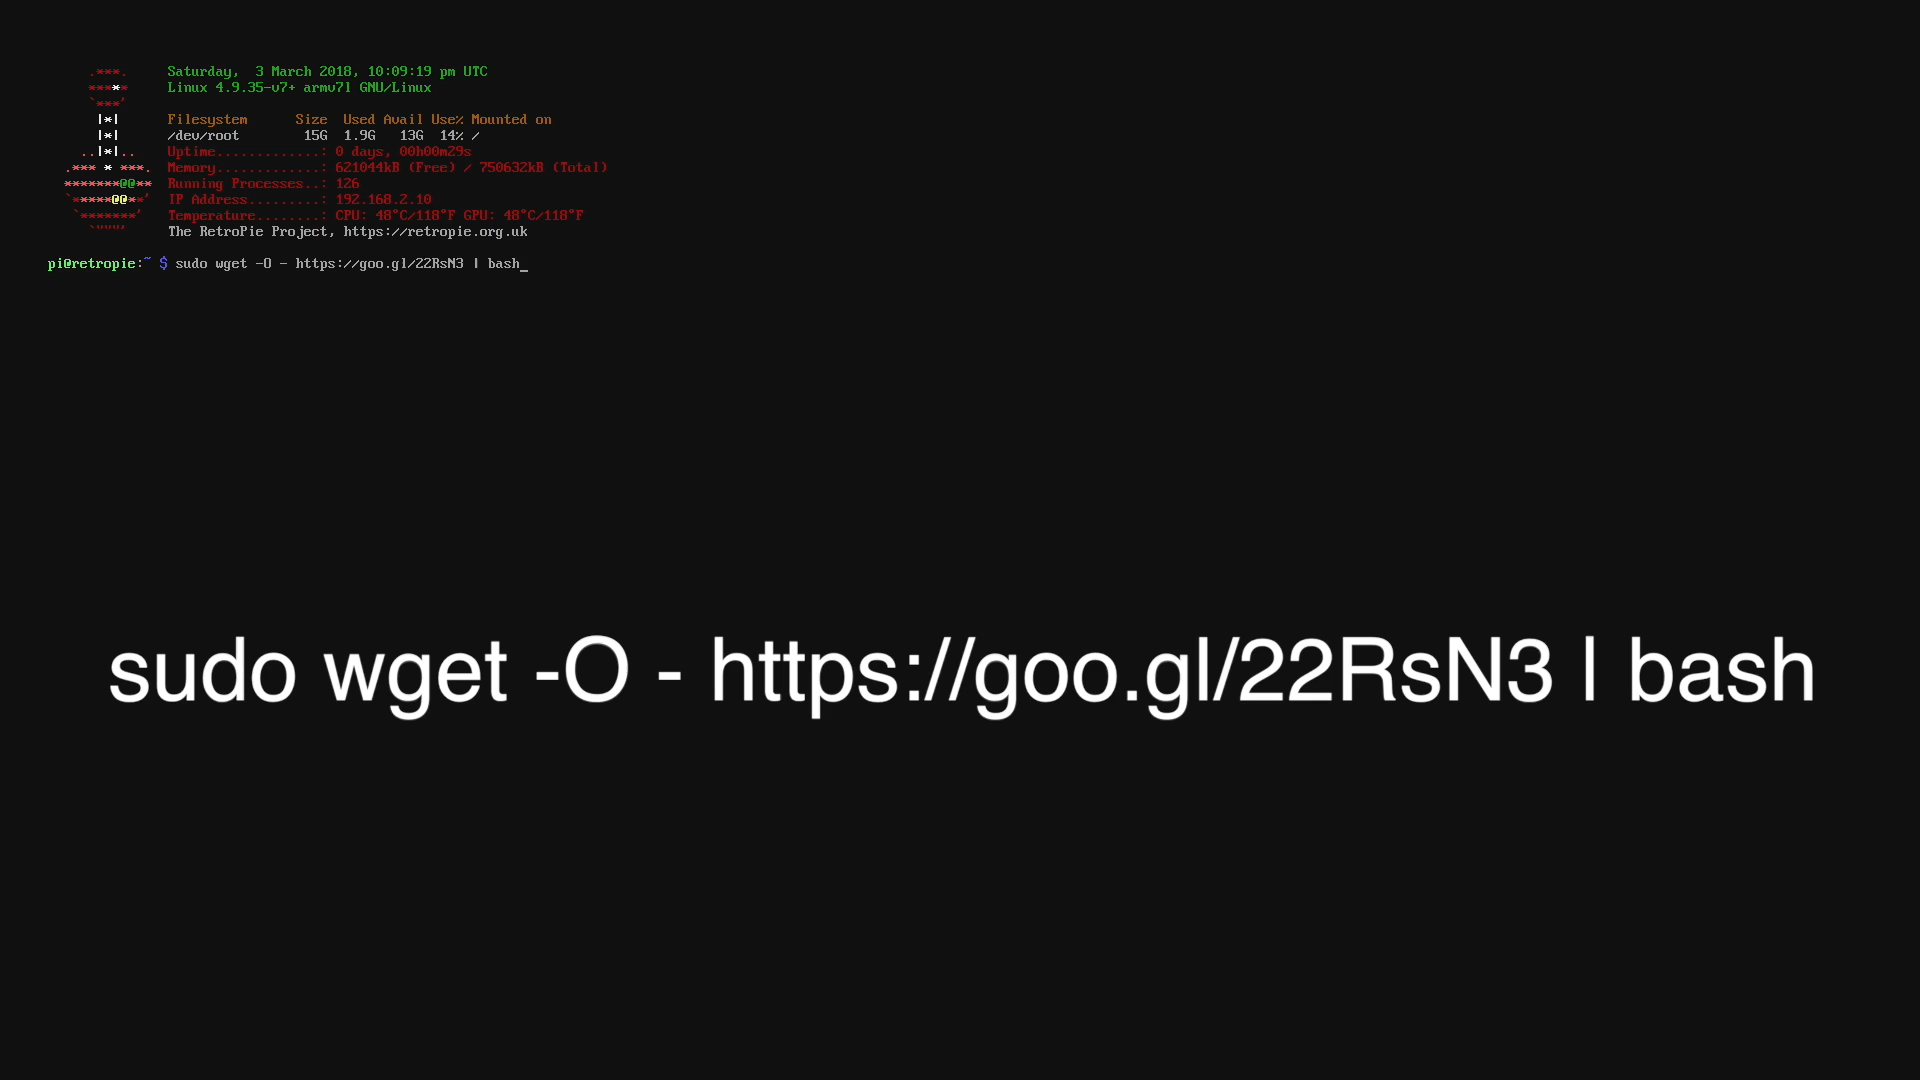 Saturday,  3 March 2018, 10:09:19 pm UTC
Linux 4.9.35-v7+ armv7l GNU/Linux
Filesystem      Size  Used Avail Use% Mounted on
/dev/root        15G  1.9G   13G  14% /
Uptime.............: 0 days, 00h00m29s
Memory.............: 621044kB (Free) / 750632kB (Total)
Running Processes..: 126
IP Address.........: 192.168.2.10
Temperature........: CPU: 48°C/118°F GPU: 48°C/118°F
The RetroPie Project, https://retropie.org.uk
pi@retropie:~ $ sudo wget -O - https://goo.gl/22RsN3 | bash_
sudo wget -O - https://goo.gl/22RsN3 | bash